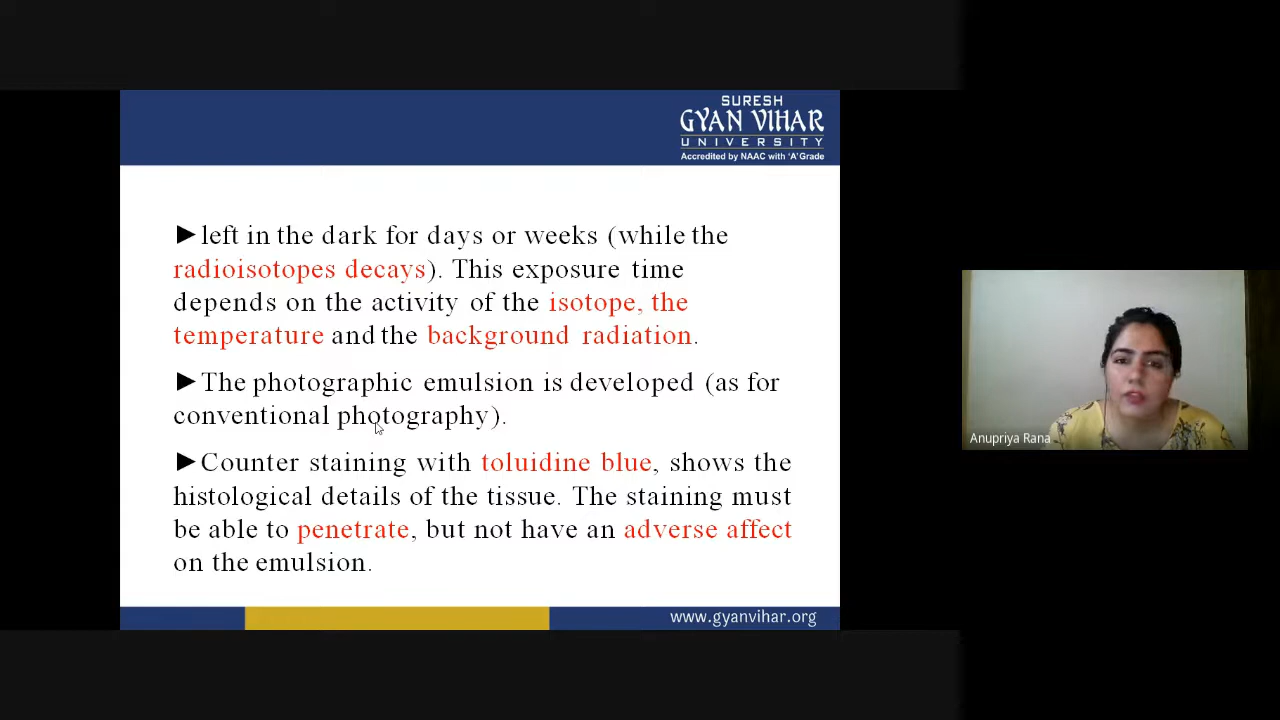 SURESH
GYAN VIHAR
UNIVERSITY
Accredited by NAAC with 'A' Grade
►left in the dark for days or weeks (while the
radioisotopes decays). This exposure time
depends on the activity of the isotope, the
temperature and the background radiation.
►The photographic emulsion is developed (as for
conventional photography).
►Counter staining with toluidine blue, shows the
histological details of the tissue. The staining must
be able to penetrate, but not have an adverse affect
on the emulsion.
www.gyanvihar.org
Anupriya Rana